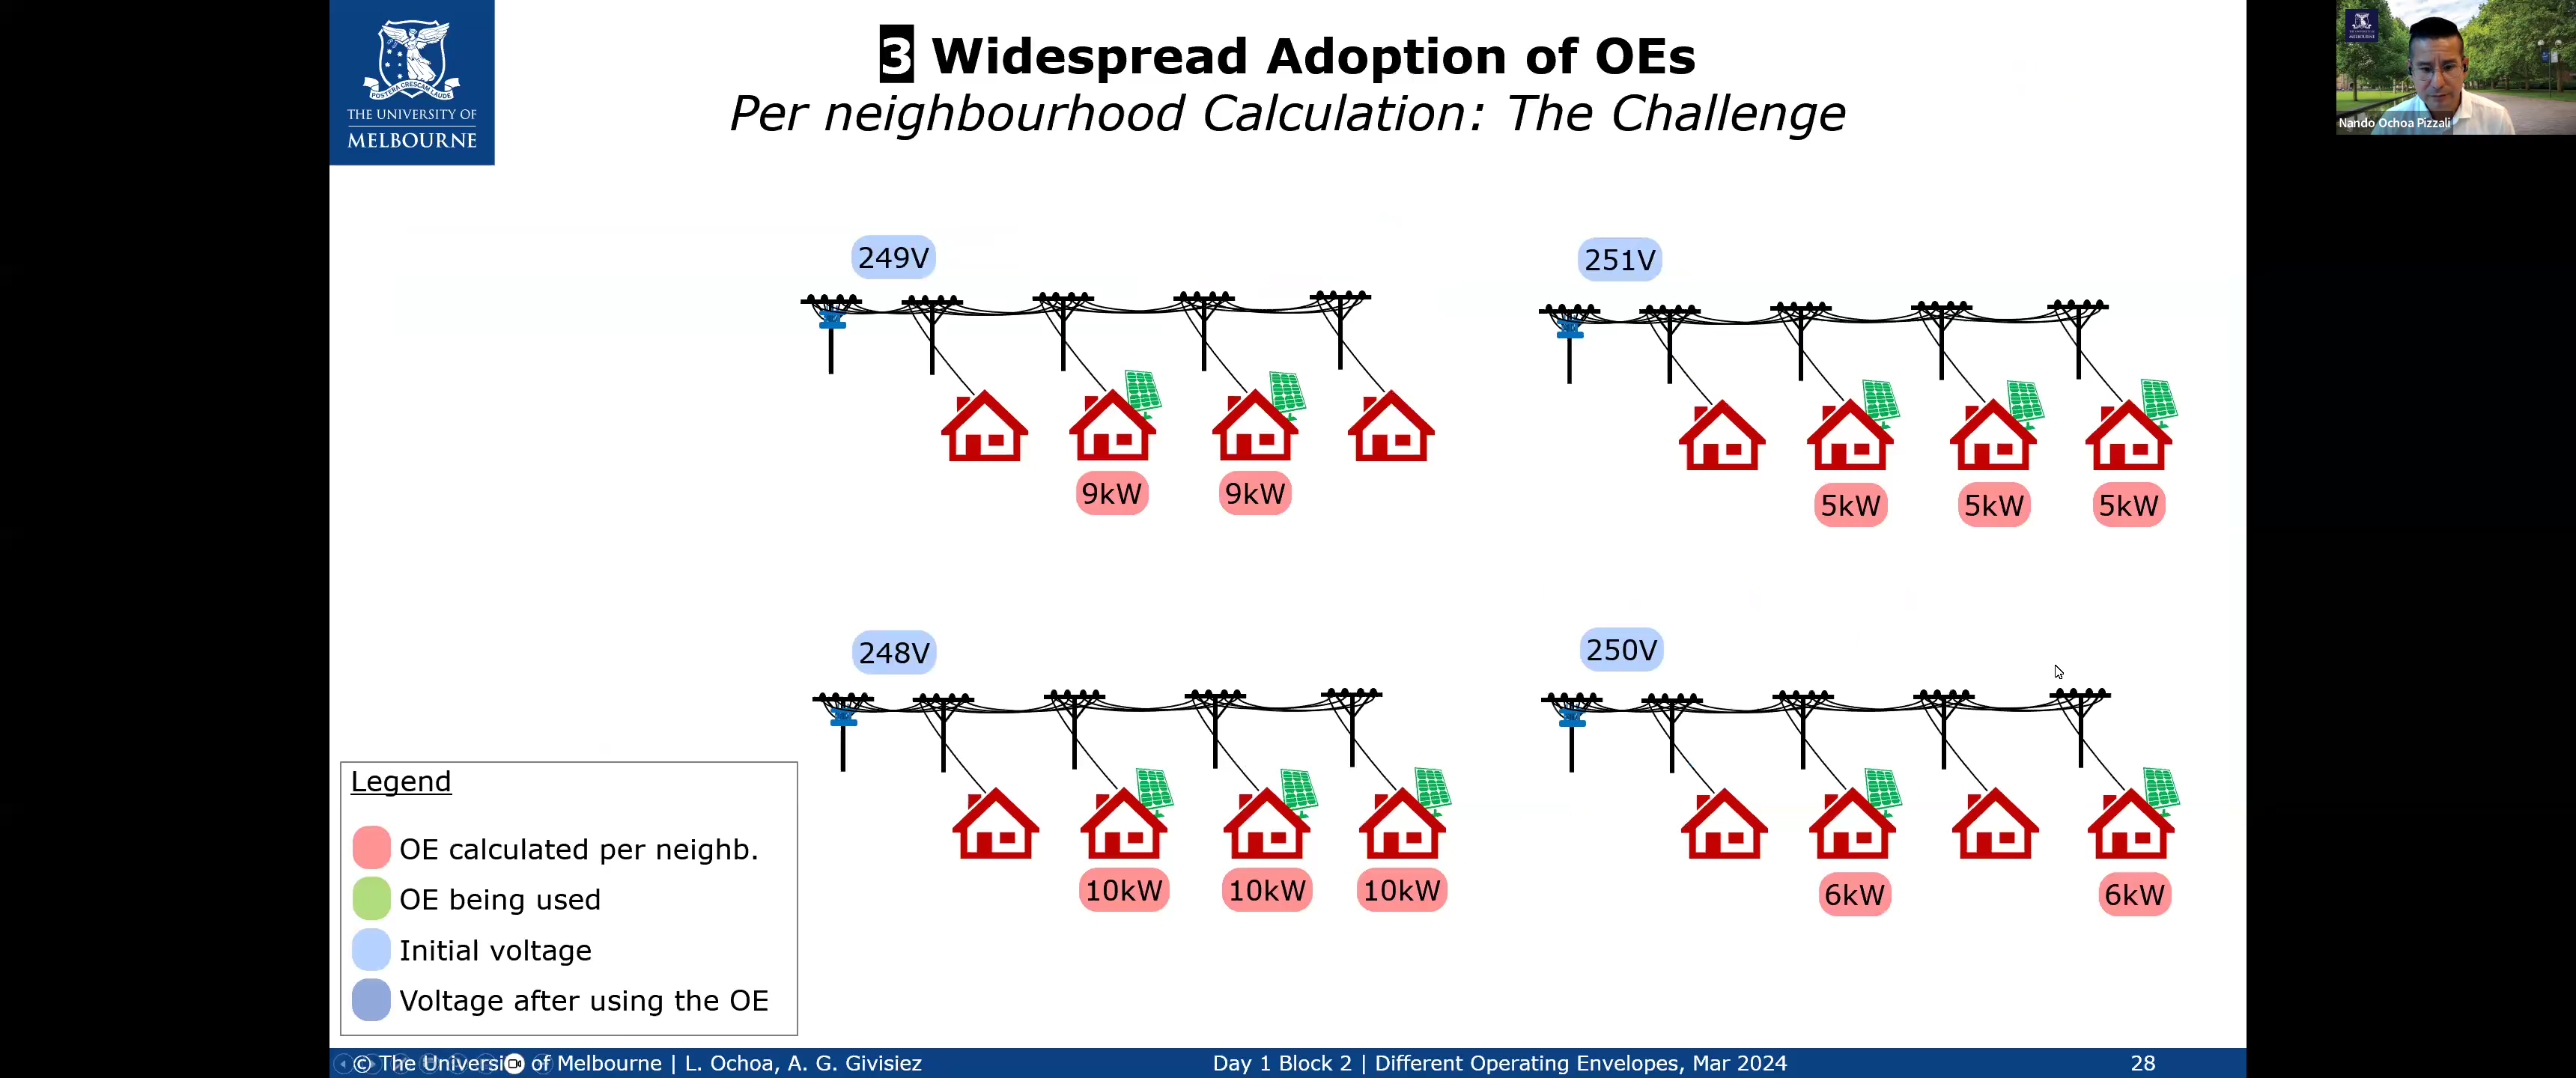 THE UNIVERSITY OF
MELBOURNE
POSTERA CRESCAM LAUDE
3 Widespread Adoption of OEs
Per neighbourhood Calculation: The Challenge
Nando Ochoa Pizzali
249V
251V
9kW
9kW
5kW
5kW
5kW
248V
250V
10kW
10kW
10kW
6kW
6kW
Legend
OE calculated per neighb.
OE being used
Initial voltage
Voltage after using the OE
© The Universi of Melbourne | L. Ochoa, A. G. Givisiez
Day 1 Block 2 | Different Operating Envelopes, Mar 2024
28